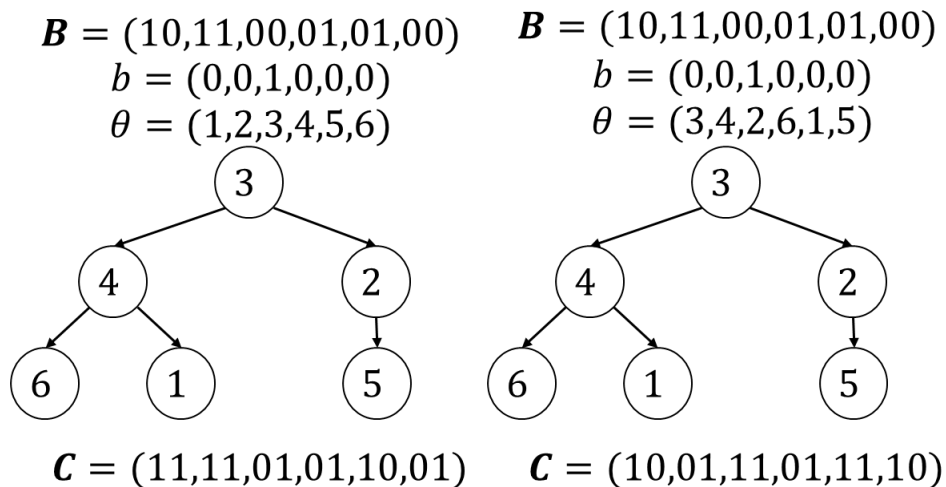 B = (10,11,00,01,01,00)
b = (0,0,1,0,0,0)
θ = (1,2,3,4,5,6)
3
4
2
6
1
5
C = (11,11,01,01,10,01)
B = (10,11,00,01,01,00)
b = (0,0,1,0,0,0)
θ = (3,4,2,6,1,5)
3
4
2
6
1
5
C = (10,01,11,01,11,10)